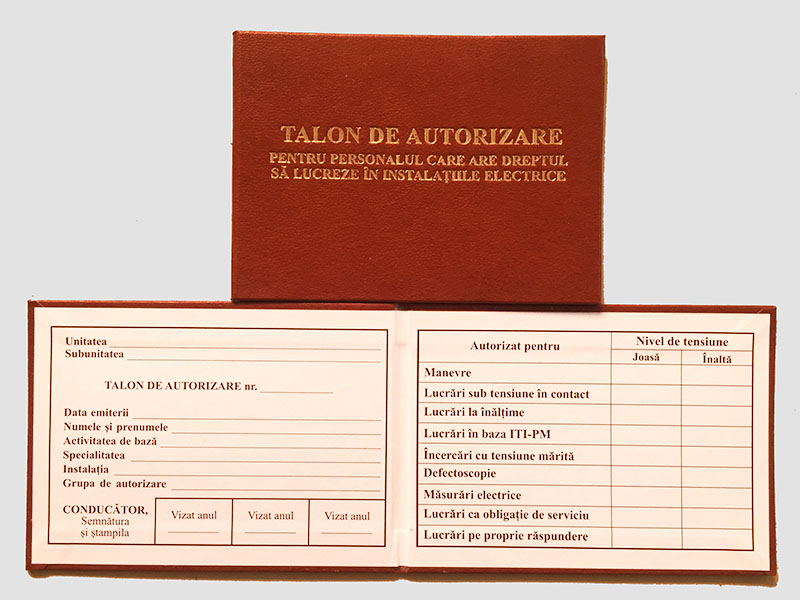 TALON DE AUTORIZARE
PENTRU PERSONALUL CARE ARE DREPTUL
SĂ LUCREZE ÎN INSTALAȚIILE ELECTRICE
Unitatea
Subunitatea
TALON DE AUTORIZARE nr.
Data emiterii
Numele și prenumele
Activitatea de bază
Specialitatea
Instalația
Grupa de autorizare
CONDUCĂTOR,
Semnătura
și ștampila
Vizat anul
Vizat anul
Vizat anul
Autorizat pentru
Nivel de tensiune
Joasă
Înaltă
Manevre
Lucrări sub tensiune în contact
Lucrări la înălțime
Lucrări în baza ITI-PM
Încercări cu tensiune mărită
Defectoscopie
Măsurări electrice
Lucrări ca obligație de serviciu
Lucrări pe proprie răspundere